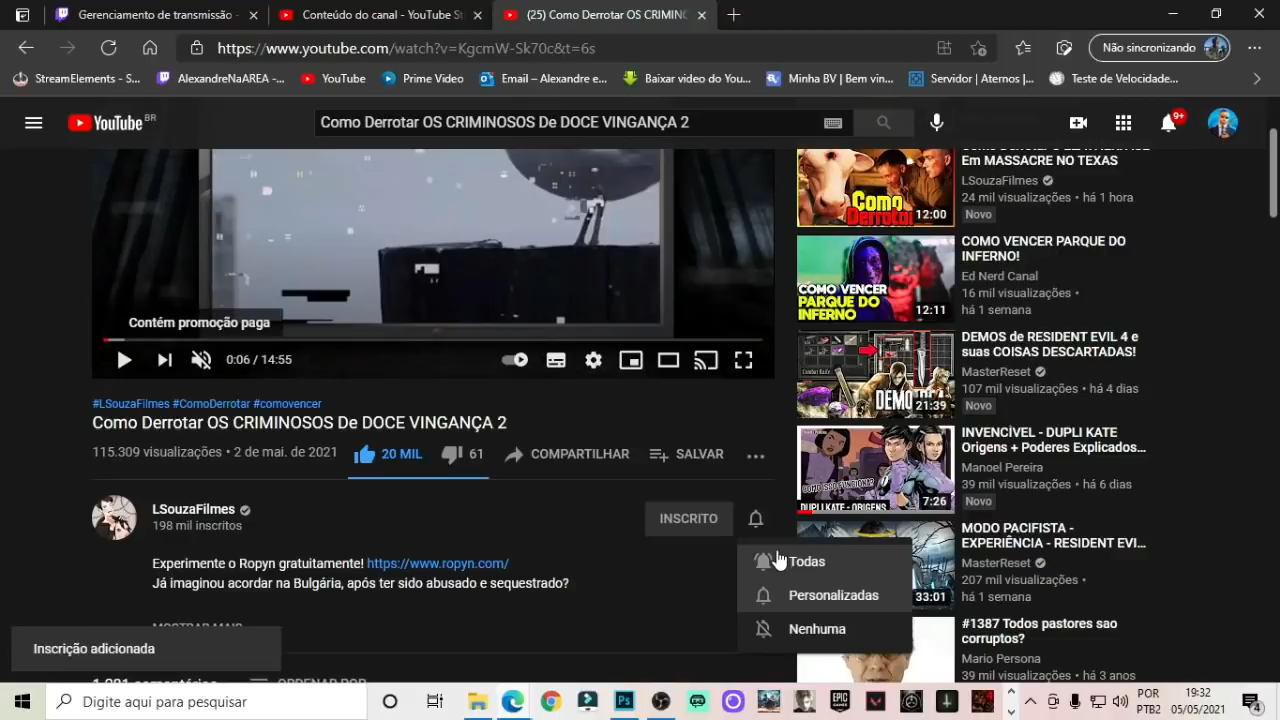 Gerenciamento de transmissão -
Conteúdo do canal - YouTube St
(25) Como Derrotar OS CRIMINOS
https://www.youtube.com/watch?v=KgcmW-Sk70c&t=6s
Não sincronizando
StreamElements - S...
AlexandreNaAREA -...
YouTube
Prime Video
Email – Alexandre e...
Baixar video do You...
Minha BV | Bem vin...
Servidor | Aternos |...
Teste de Velocidade...
YouTube BR
Como Derrotar OS CRIMINOSOS De DOCE VINGANÇA 2
9+
Contém promoção paga
0:06 / 14:55
#LSouzaFilmes #ComoDerrotar #comovencer
Como Derrotar OS CRIMINOSOS De DOCE VINGANÇA 2
115.309 visualizações • 2 de mai. de 2021
20 MIL
61
COMPARTILHAR
SALVAR
LSouzaFilmes
198 mil inscritos
INSCRITO
Experimente o Ropyn gratuitamente! https://www.ropyn.com/
Já imaginou acordar na Bulgária, após ter sido abusado e sequestrado?
MOSTRAR MAIS
Todas
Personalizadas
Nenhuma
Inscrição adicionada
ORDENAR POR
Como Derrotar
12:00
Em MASSACRE NO TEXAS
LSouzaFilmes
24 mil visualizações • há 1 hora
Novo
COMO VENCER
PARQUE DO
INFERNO
12:11
COMO VENCER PARQUE DO
INFERNO!
Ed Nerd Canal
16 mil visualizações •
há 1 semana
21:39
DEMOS de RESIDENT EVIL 4 e
suas COISAS DESCARTADAS!
MasterReset
107 mil visualizações • há 4 dias
Novo
COMO ISSO FUNCIONA?
DUPLI KATE - ORIGENS
7:26
INVENCÍVEL - DUPLI KATE
Origens + Poderes Explicados...
Manoel Pereira
39 mil visualizações • há 6 dias
Novo
33:01
MODO PACIFISTA -
EXPERIÊNCIA - RESIDENT EVI...
MasterReset
207 mil visualizações •
há 1 semana
#1387 Todos pastores sao
corruptos?
Mario Persona
39 mil visualizações • há 3 anos
Digite aqui para pesquisar
POR
PTB2
19:32
05/05/2021
4